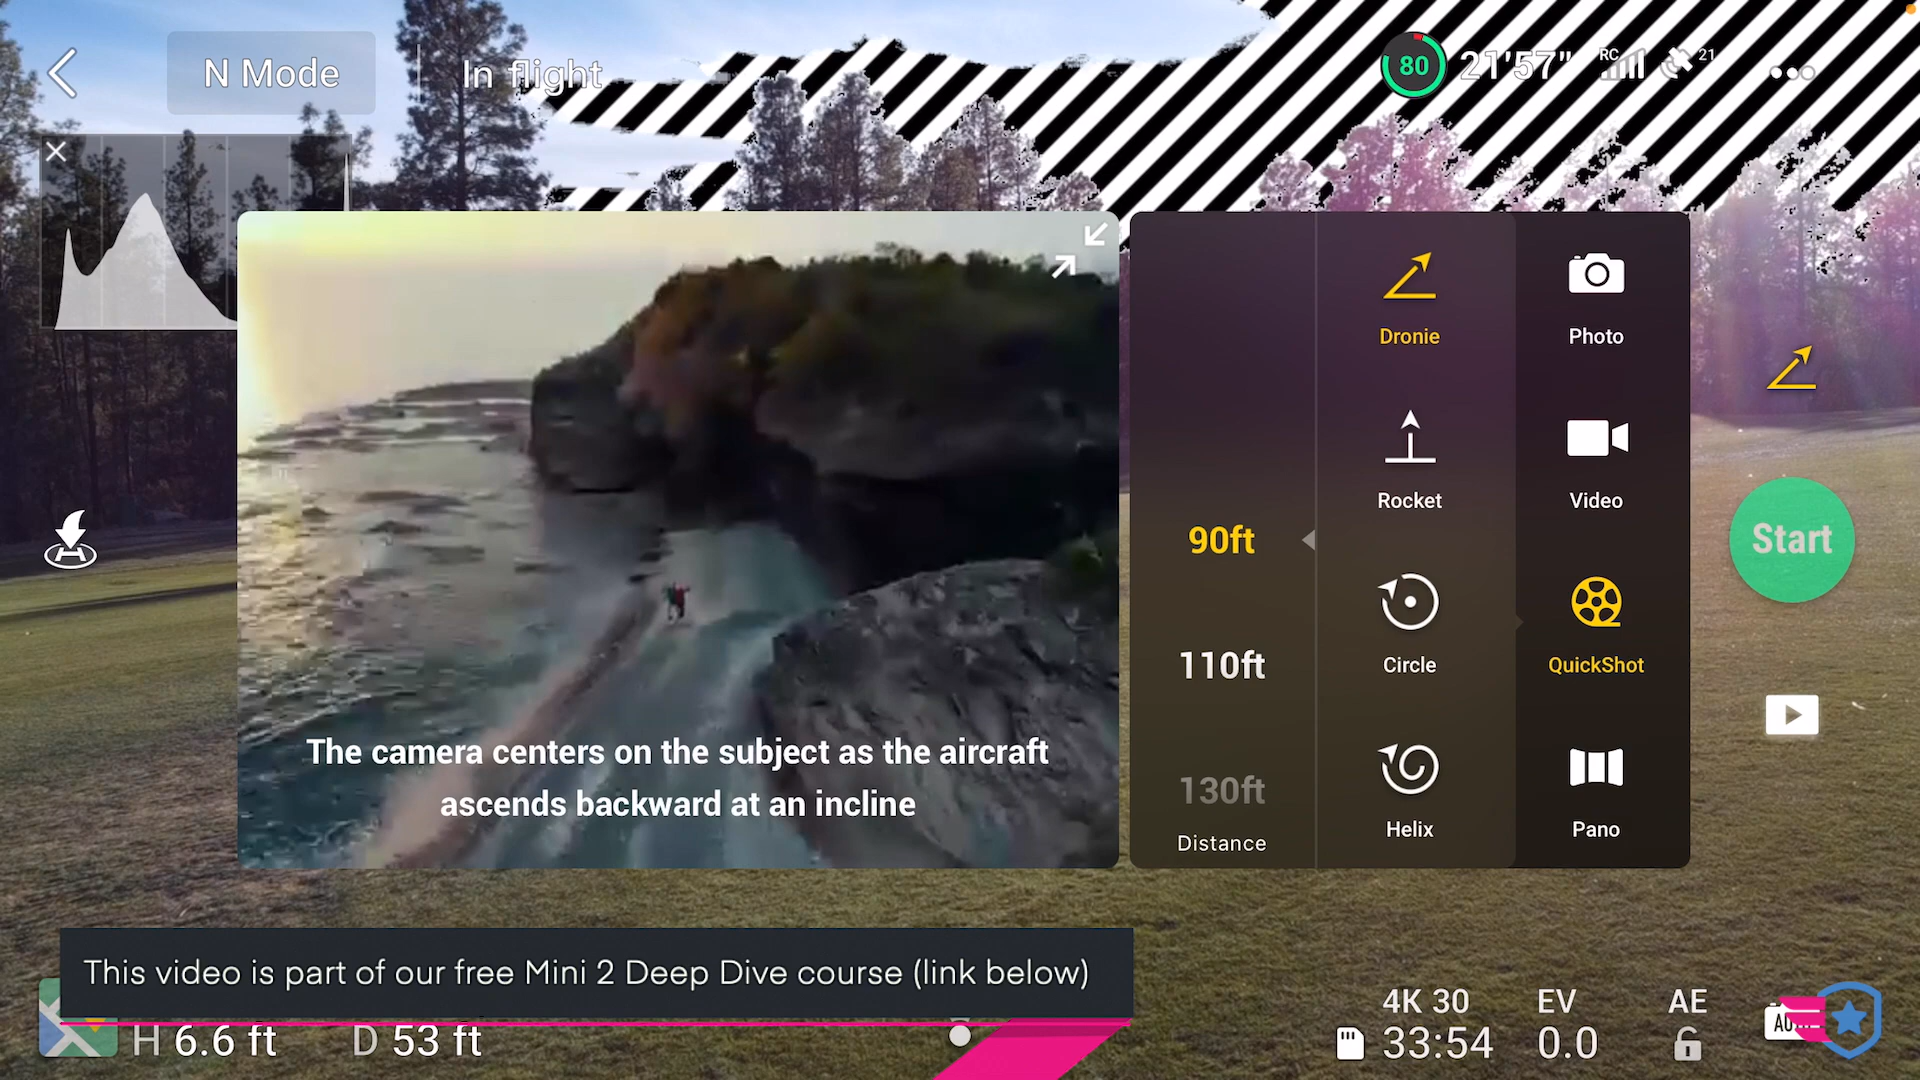 N Mode
In flight
80
21'57"
RC
21
The camera centers on the subject as the aircraft
ascends backward at an incline
90ft
110ft
130ft
Distance
Dronie
Rocket
Circle
Helix
Photo
Video
QuickShot
Pano
Start
This video is part of our free Mini 2 Deep Dive course (link below)
H 6.6 ft
D 53 ft
4K 30
33:54
EV
0.0
AE